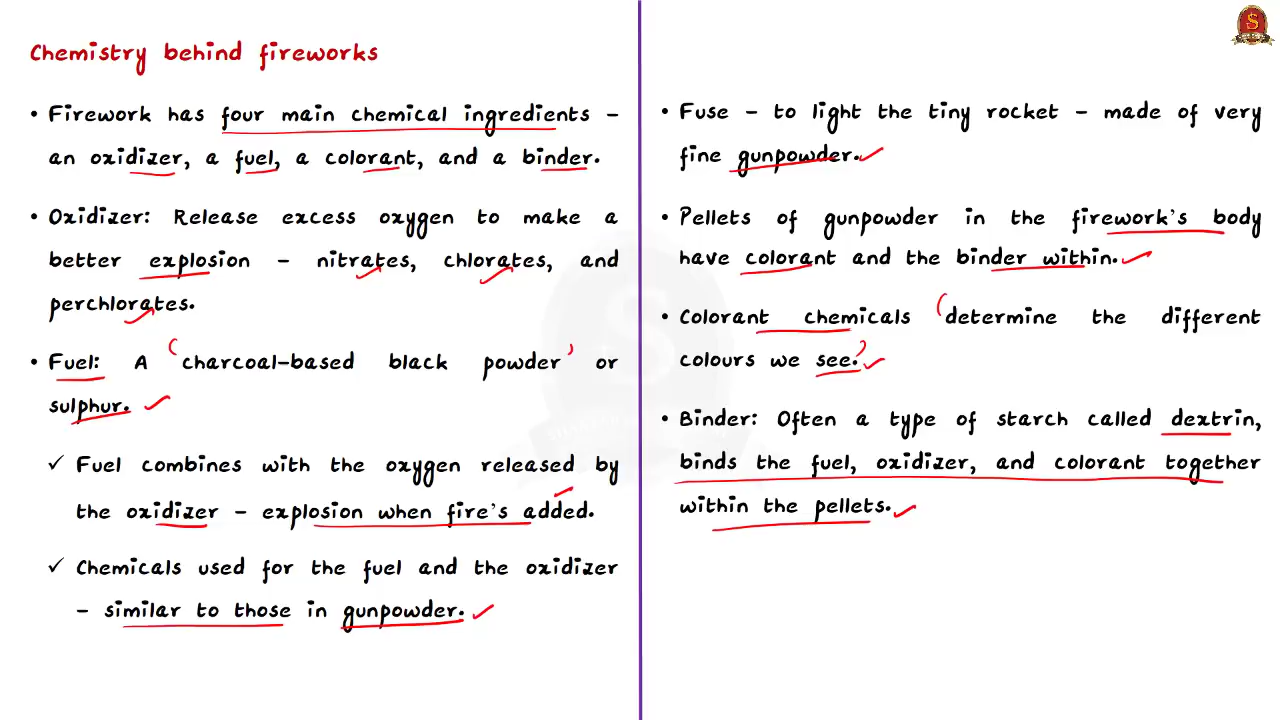 Chemistry behind fireworks
• Firework has four main chemical ingredients –
an oxidizer, a fuel, a colorant, and a binder.
• Oxidizer: Release excess oxygen to make a
better explosion – nitrates, chlorates, and
perchlorates.
• Fuel: A charcoal-based black powder or
sulphur.
✓ Fuel combines with the oxygen released by
the oxidizer – explosion when fire's added.
✓ Chemicals used for the fuel and the oxidizer
– similar to those in gunpowder.
• Fuse – to light the tiny rocket – made of very
fine gunpowder.
• Pellets of gunpowder in the firework's body
have colorant and the binder within.
• Colorant chemicals determine the different
colours we see.
• Binder: Often a type of starch called dextrin,
binds the fuel, oxidizer, and colorant together
within the pellets.
S